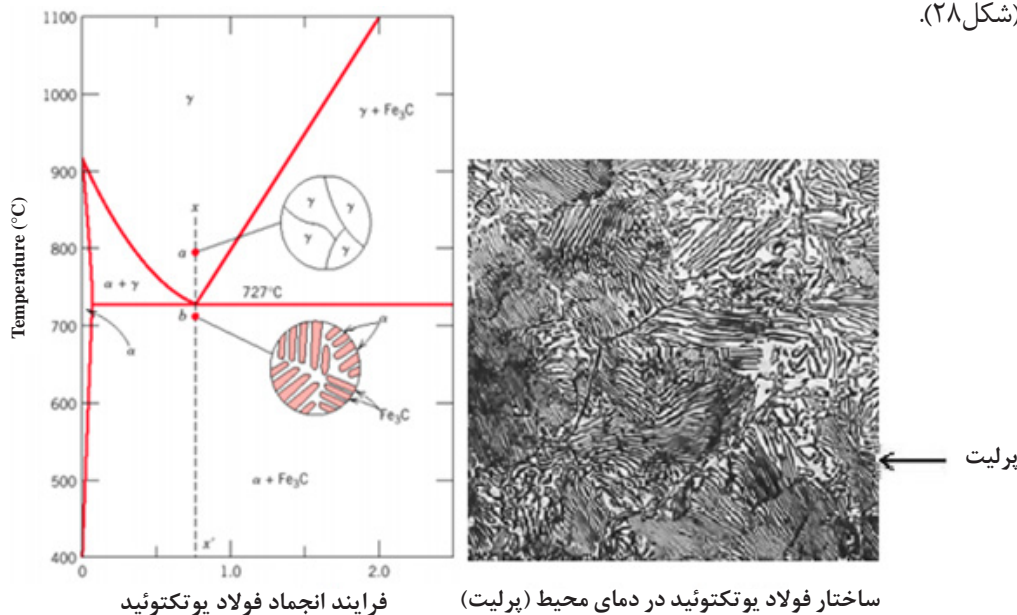 (شکل۲۸).
1100
1000
900
800
700
600
500
400
Temperature (°C)
γ
γ + Fe₃C
x
γ γ
γ γ
a
α + γ
727°C
b
α
α
Fe₃C
α + Fe₃C
x′
0 1.0 2.0
پرلیت
فرایند انجماد فولاد یوتکتوئید
ساختار فولاد یوتکتوئید در دمای محیط (پرلیت)